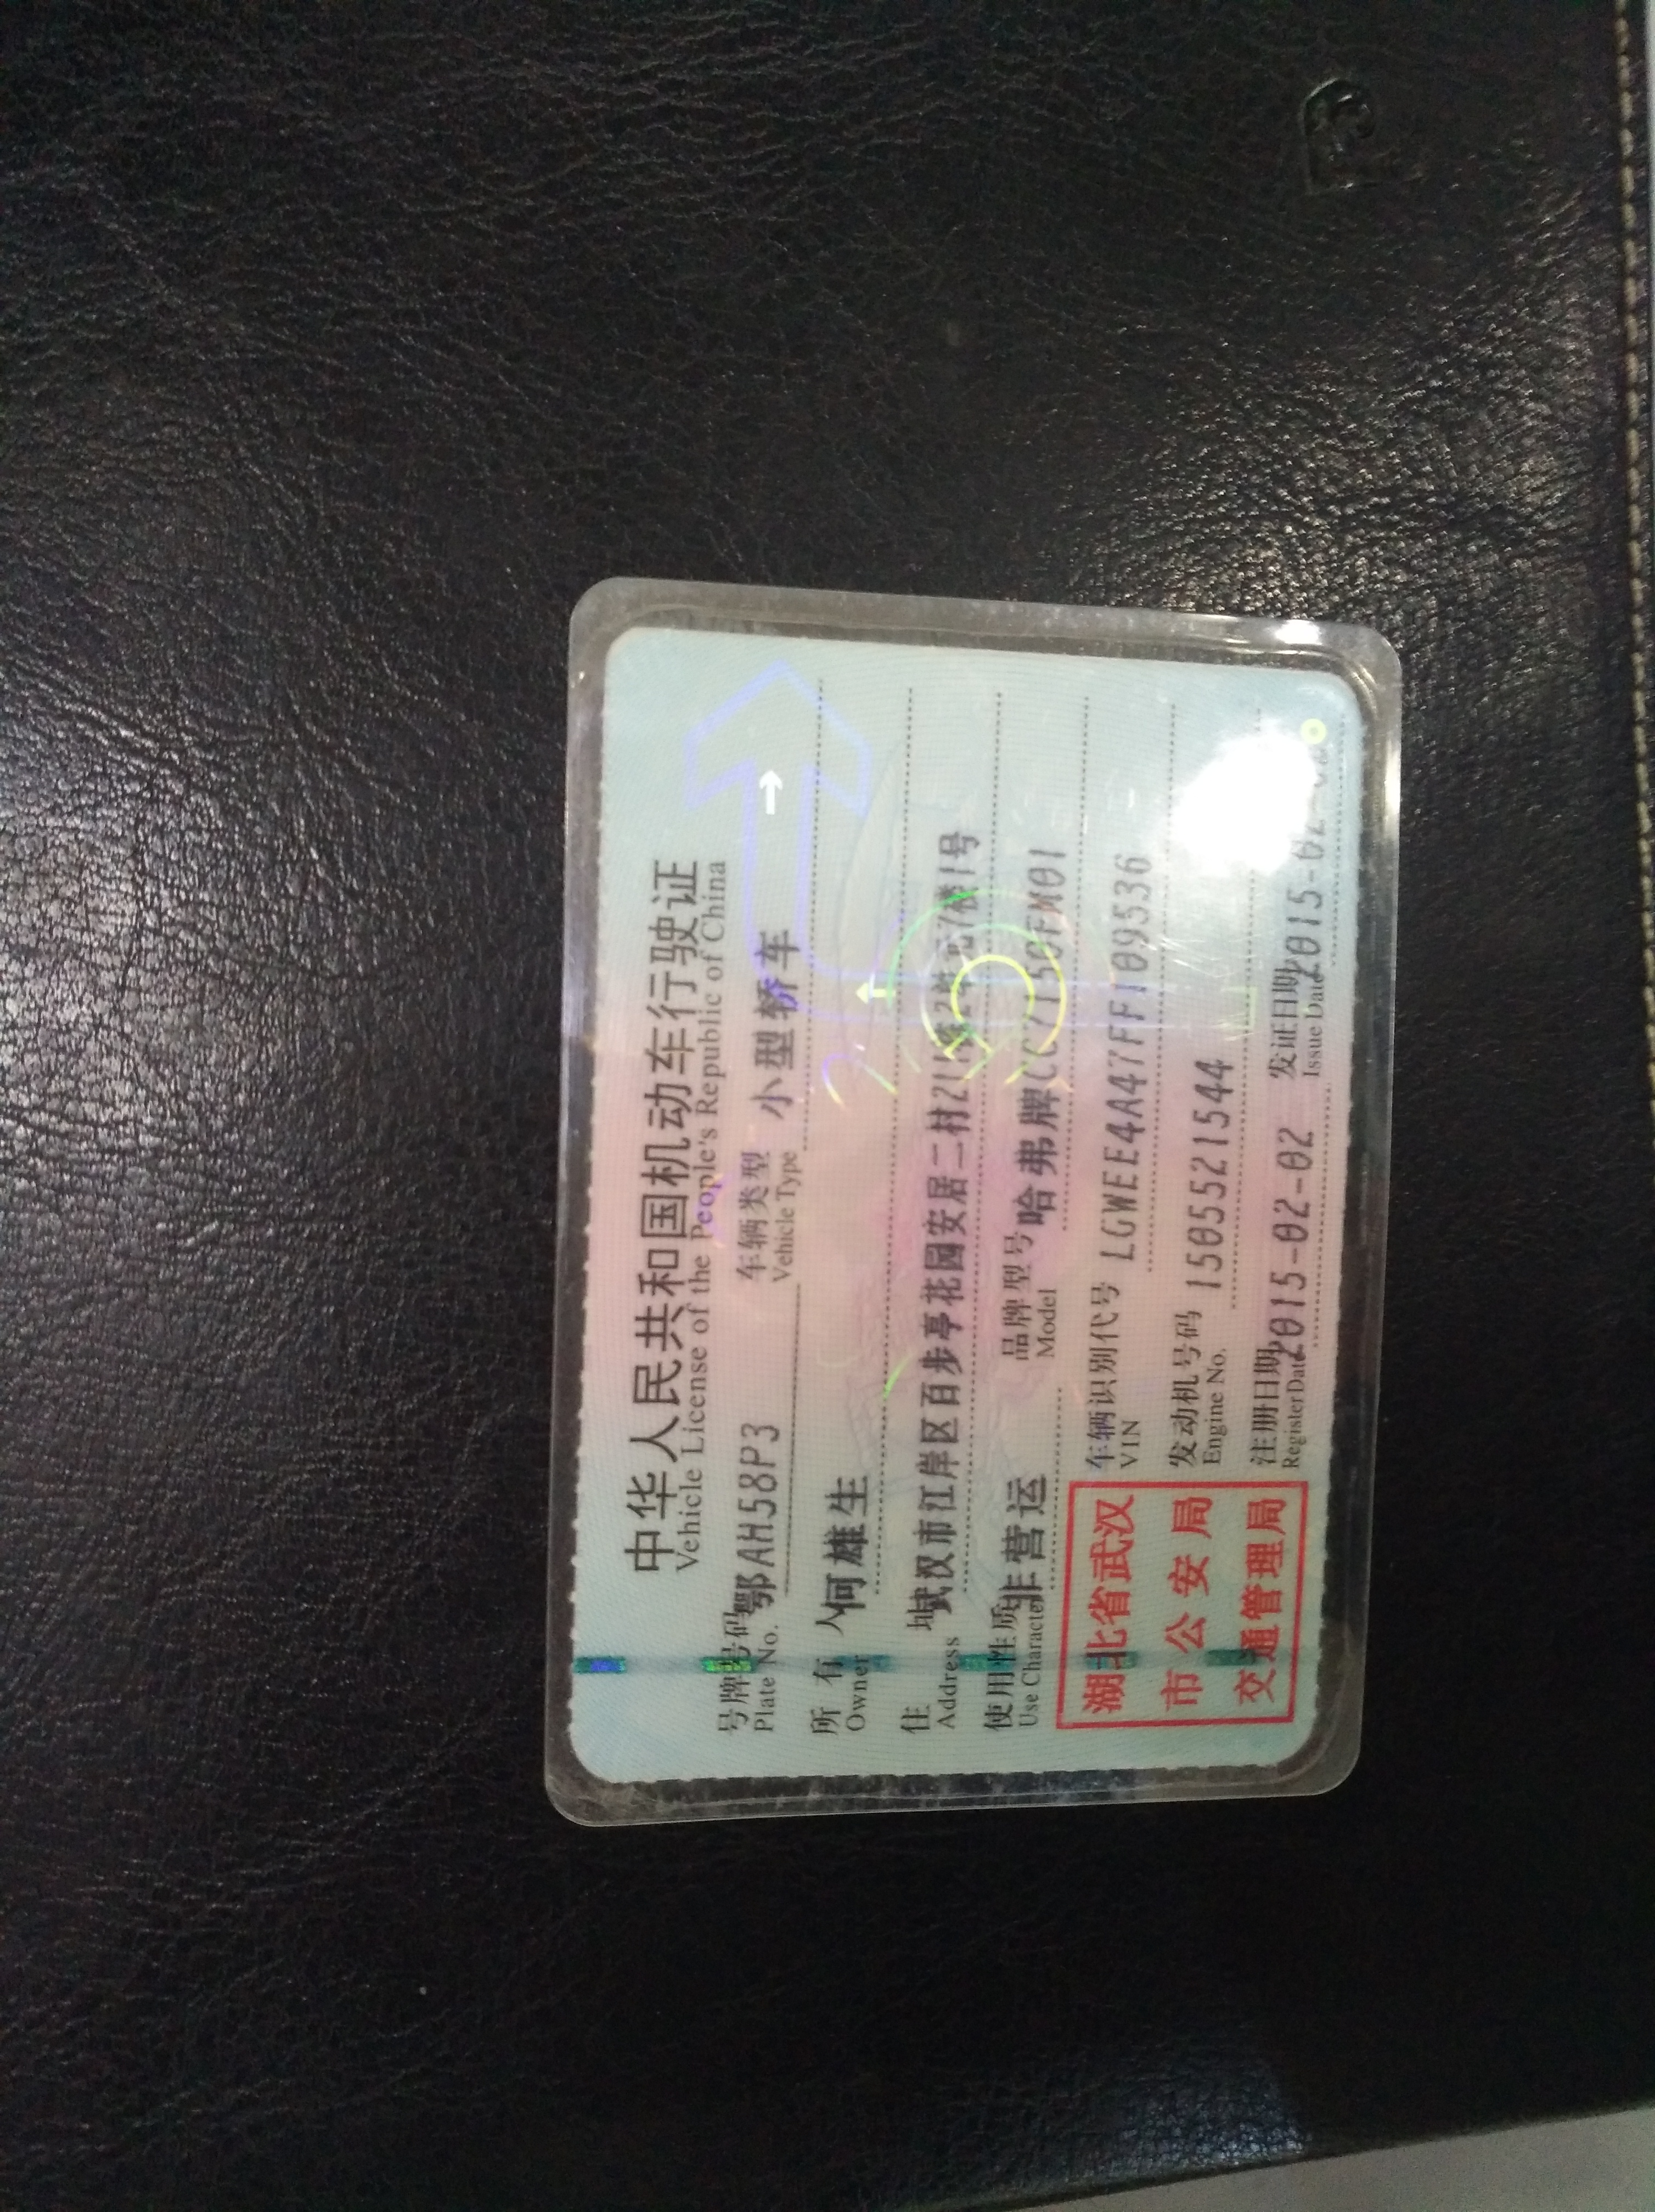 中华人民共和国机动车行驶证
Vehicle License of the People's Republic of China
号牌号码 鄂AH58P3 车辆类型 小型轿车
Plate No. Vehicle Type
所有人 何雄生
Owner
住址 武汉市江岸区百步亭花园安居二村211栋2单元7楼1号
Address
使用性质 非营运 品牌型号 哈弗牌CC7150FM01
Use Character Model
湖北省武汉
市公安局
交通管理局
车辆识别代号 LGWEE4A47FF109536
VIN
发动机号码 1505521544
Engine No.
注册日期 2015-02-02 发证日期 2015-02-
Register Date Issue Date